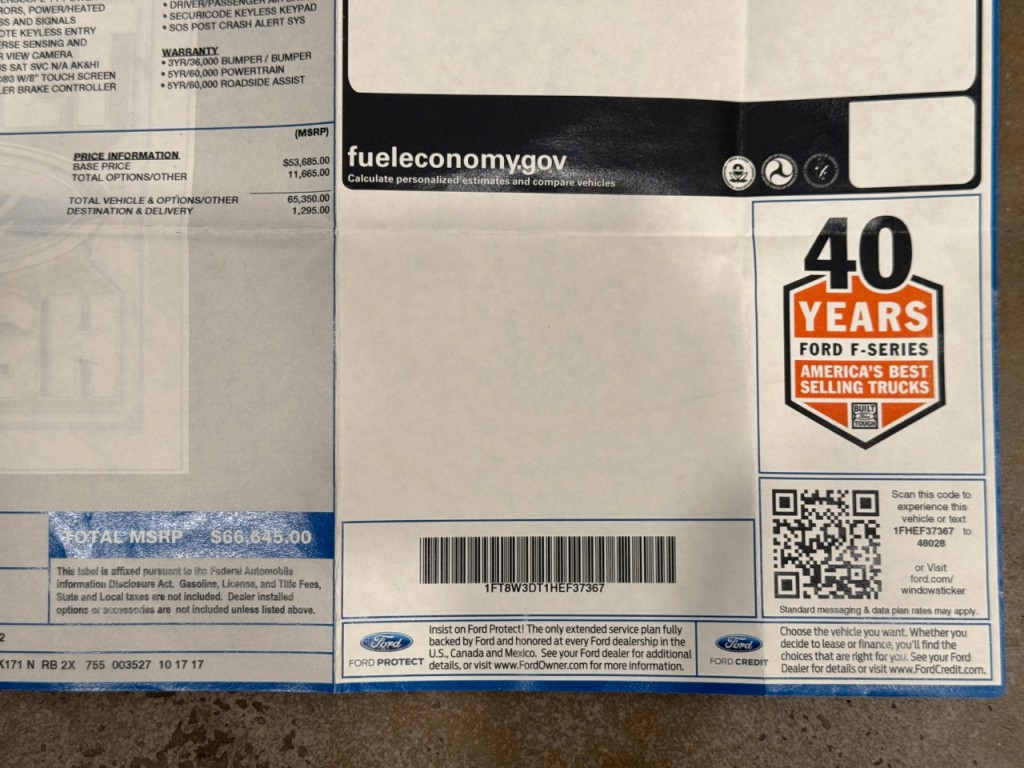 RORS, POWER/HEATED
SS AND SIGNALS
OTE KEYLESS ENTRY
ERSE SENSING AND
R VIEW CAMERA
US SAT SVC N/A AK&HI
W/8" TOUCH SCREEN
LER BRAKE CONTROLLER
• DRIVER/PASSENGER AIR
• SECURICODE KEYLESS KEYPAD
• SOS POST CRASH ALERT SYS
WARRANTY
• 3YR/36,000 BUMPER / BUMPER
• 5YR/60,000 POWERTRAIN
• 5YR/60,000 ROADSIDE ASSIST
(MSRP)
PRICE INFORMATION
BASE PRICE $53,685.00
TOTAL OPTIONS/OTHER 11,665.00
TOTAL VEHICLE & OPTIONS/OTHER 65,350.00
DESTINATION & DELIVERY 1,295.00
TOTAL MSRP $66,645.00
This label is affixed pursuant to the Federal Automobile
Information Disclosure Act. Gasoline, License, and Title Fees,
State and Local taxes are not included. Dealer installed
options or accessories are not included unless listed above.
2
X171 N RB 2X 755 003527 10 17 17
fueleconomy.gov
Calculate personalized estimates and compare vehicles
40
YEARS
FORD F-SERIES
AMERICA'S BEST
SELLING TRUCKS
BUILT
Ford
TOUGH
Scan this code to
experience this
vehicle or text
1FHEF37367 to
48028
or Visit
ford.com/
windowsticker
Standard messaging & data plan rates may apply.
1FT8W3DT1HEF37367
Ford
FORD PROTECT
Insist on Ford Protect! The only extended service plan fully
backed by Ford and honored at every Ford dealership in the
U.S., Canada and Mexico. See your Ford dealer for additional
details, or visit www.FordOwner.com for more information.
Ford
FORD CREDIT
Choose the vehicle you want. Whether you
decide to lease or finance, you'll find the
choices that are right for you. See your Ford
Dealer for details or visit www.FordCredit.com.